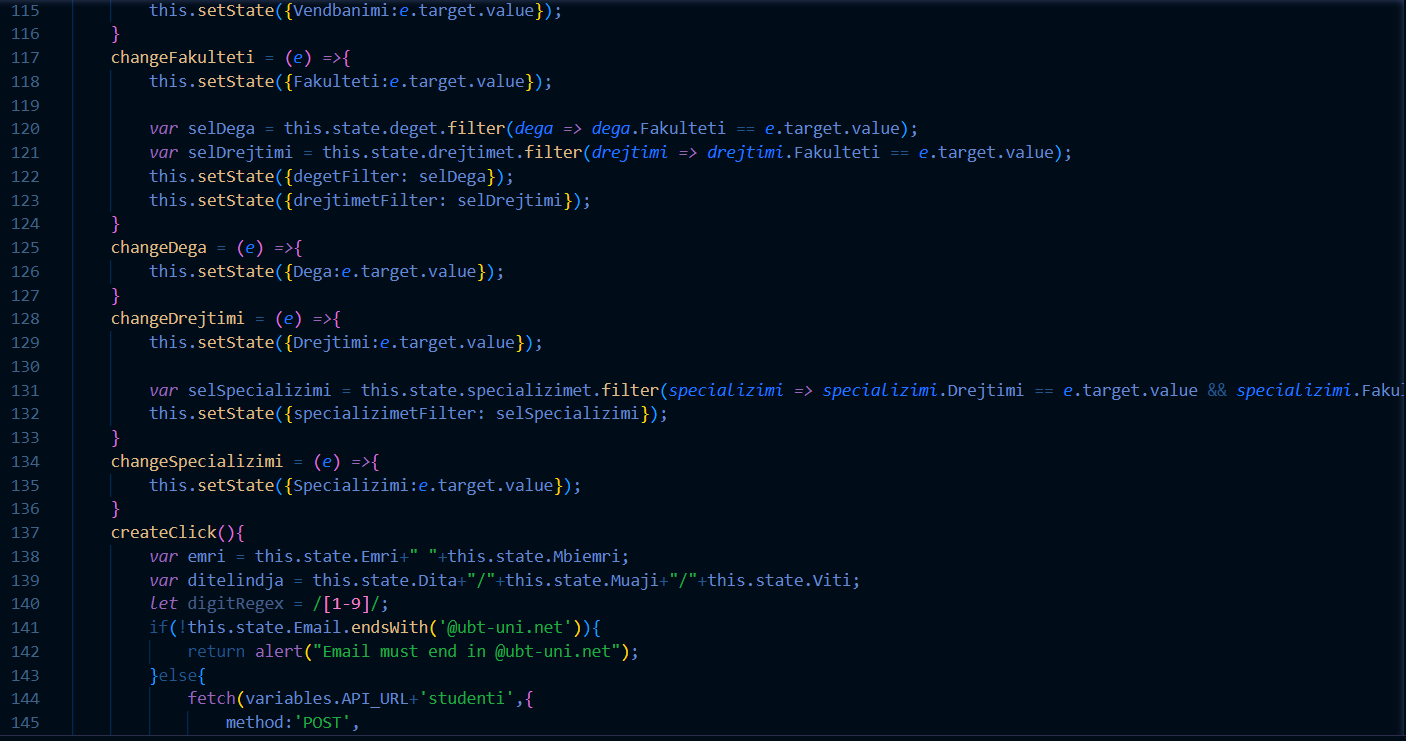 115 this.setState({Vendbanimi:e.target.value});
116 }
117 changeFakulteti = (e) =>{
118 this.setState({Fakulteti:e.target.value});
119
120 var selDega = this.state.deget.filter(dega => dega.Fakulteti == e.target.value);
121 var selDrejtimi = this.state.drejtimet.filter(drejtimi => drejtimi.Fakulteti == e.target.value);
122 this.setState({degetFilter: selDega});
123 this.setState({drejtimetFilter: selDrejtimi});
124 }
125 changeDega = (e) =>{
126 this.setState({Dega:e.target.value});
127 }
128 changeDrejtimi = (e) =>{
129 this.setState({Drejtimi:e.target.value});
130
131 var selSpecializimi = this.state.specializimet.filter(specializimi => specializimi.Drejtimi == e.target.value && specializimi.Faku
132 this.setState({specializimetFilter: selSpecializimi});
133 }
134 changeSpecializimi = (e) =>{
135 this.setState({Specializimi:e.target.value});
136 }
137 createClick(){
138 var emri = this.state.Emri+" "+this.state.Mbiemri;
139 var ditelindja = this.state.Dita+"/"+this.state.Muaji+"/"+this.state.Viti;
140 let digitRegex = /[1-9]/;
141 if(!this.state.Email.endsWith('@ubt-uni.net')){
142 return alert("Email must end in @ubt-uni.net");
143 }else{
144 fetch(variables.API_URL+'studenti',{
145 method:'POST',